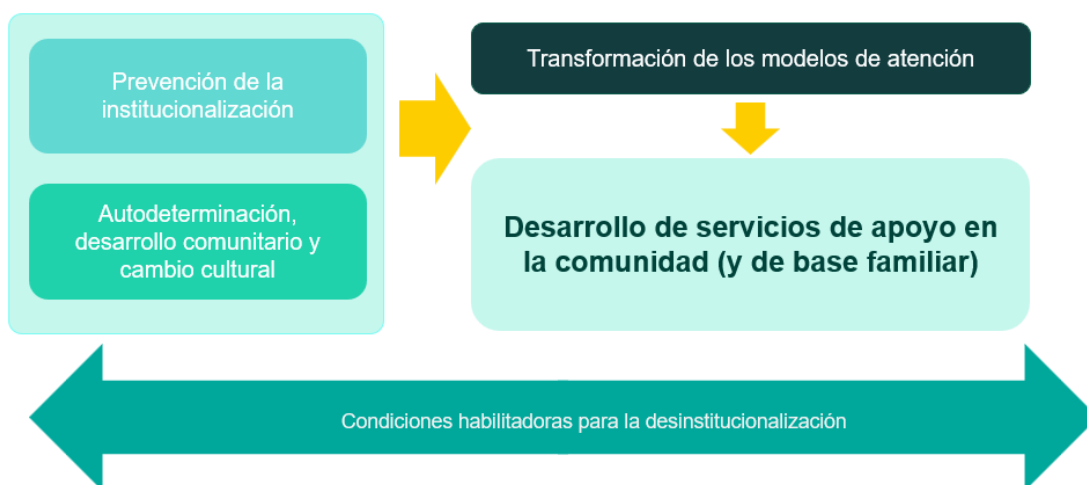 Prevención de la
institucionalización
Autodeterminación,
desarrollo comunitario y
cambio cultural
Transformación de los modelos de atención
Desarrollo de servicios de apoyo en
la comunidad (y de base familiar)
Condiciones habilitadoras para la desinstitucionalización